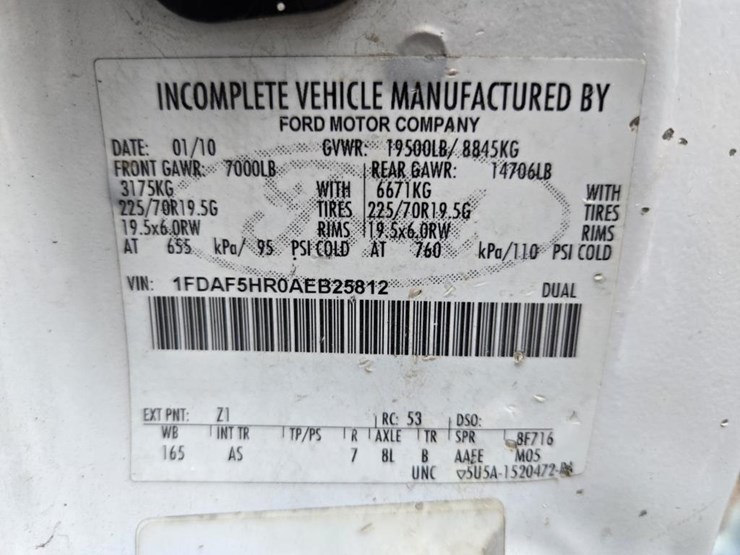 INCOMPLETE VEHICLE MANUFACTURED BY
FORD MOTOR COMPANY
DATE: 01/10 GVWR: 19500LB/ 8845KG
FRONT GAWR: 7000LB REAR GAWR: 14706LB
3175KG WITH 6671KG WITH
225/70R19.5G TIRES 225/70R19.5G TIRES
19.5x6.0RW RIMS 19.5x6.0RW RIMS
AT 655 kPa/ 95 PSI COLD AT 760 kPa/110 PSI COLD
VIN: 1FDAF5HR0AEB25812 DUAL
EXT PNT: Z1 RC: 53 DSO:
WB INT TR TP/PS R AXLE TR SPR 8F716
165 AS 7 8L B AAEE M05
UNC